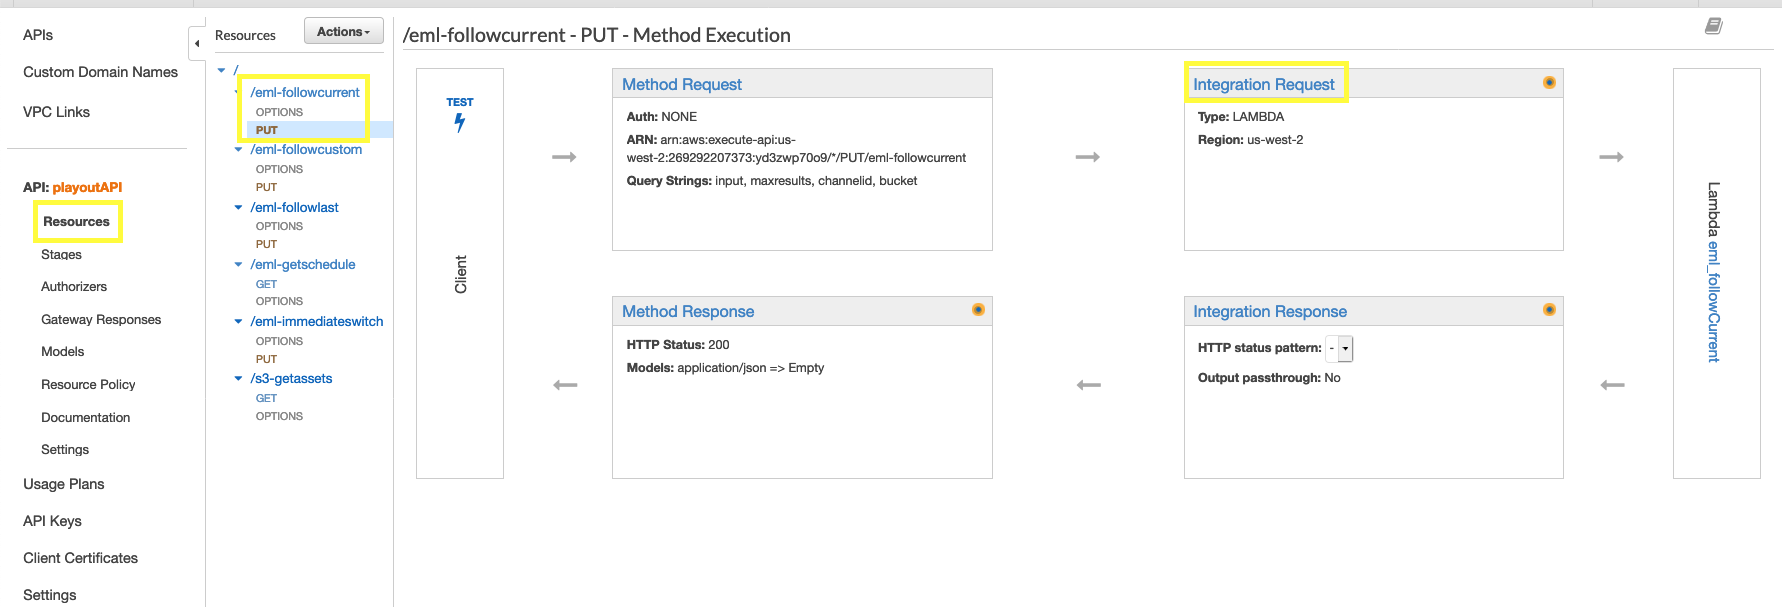 APIs
Custom Domain Names
VPC Links
API: playoutAPI
Resources
Stages
Authorizers
Gateway Responses
Models
Resource Policy
Documentation
Settings
Usage Plans
API Keys
Client Certificates
Settings
Resources
Actions
/
/eml-followcurrent
OPTIONS
PUT
/eml-followcustom
OPTIONS
PUT
/eml-followlast
OPTIONS
PUT
/eml-getschedule
GET
OPTIONS
/eml-immediateswitch
OPTIONS
PUT
/s3-getassets
GET
OPTIONS
/eml-followcurrent - PUT - Method Execution
TEST
Client
Method Request
Auth: NONE
ARN: arn:aws:execute-api:us-
west-2:269292207373:yd3zwp70o9/*/PUT/eml-followcurrent
Query Strings: input, maxresults, channelid, bucket
Integration Request
Type: LAMBDA
Region: us-west-2
Method Response
HTTP Status: 200
Models: application/json => Empty
Integration Response
HTTP status pattern: -
Output passthrough: No
Lambda eml_followCurrent